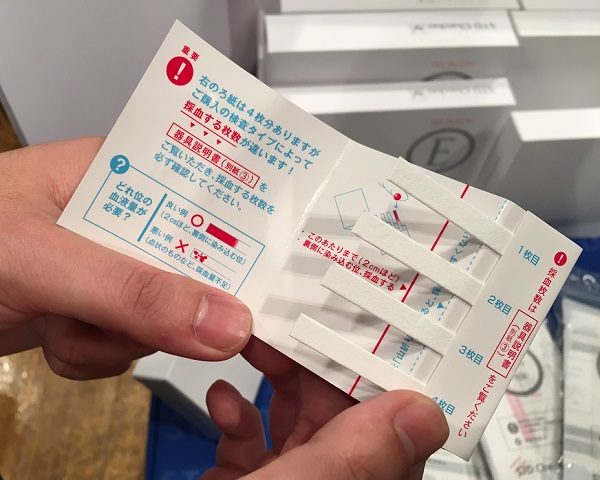 重要
!
右のろ紙は4枚分ありますが
ご購入の検査タイプによって
採血する枚数が違います!
器具説明書(別紙③)を
ご覧いただき、採血する枚数を
必ず確認してください。
?
どれ位の
血液量が
必要?
良い例
(2cmほど、裏側に染み込む位)
悪い例
(点状のものなど、採血量不足)
このあたりまで(2cmほど)
裏側に染み込む位、採血する
1枚目
2枚目
3枚目
4枚目
!
採血枚数は
器具説明書
(別紙③)
をご覧ください
STD Checker
E